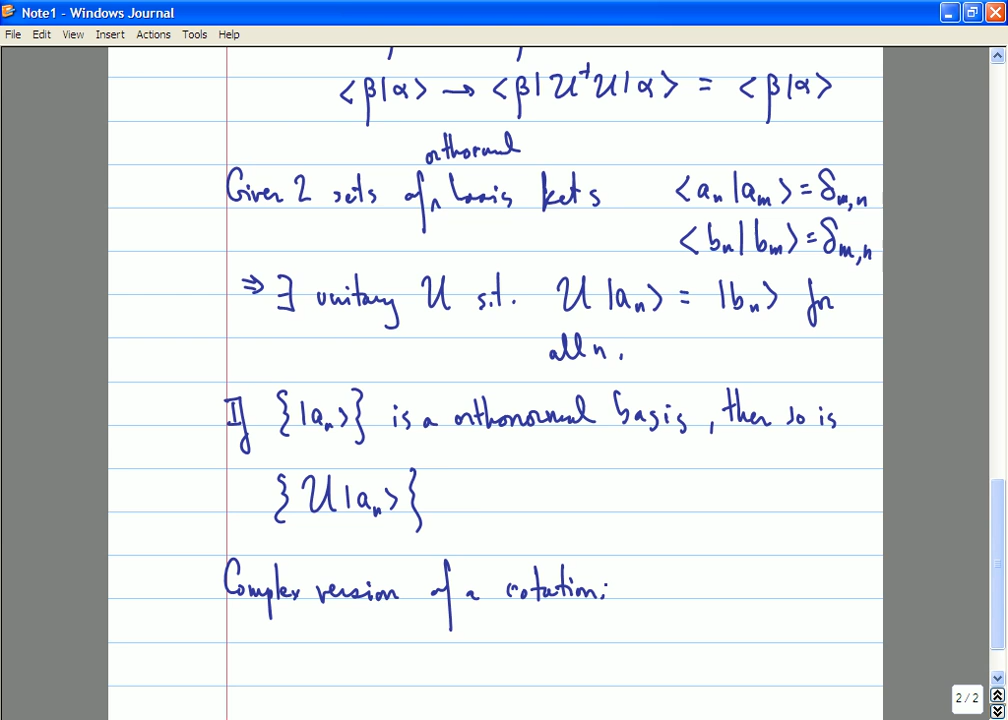 Note1 - Windows Journal
File Edit View Insert Actions Tools Help
<β|α> → <β|U†U|α> = <β|α>
orthormal
Given 2 sets of ∧ basis kets <aₙ|aₘ> = δₘ,ₙ
<bₙ|bₘ> = δₘ,ₙ
⇒ ∃ unitary U s.t. U|aₙ> = |bₙ> for
all n.
If {|aₙ>} is a orthonormal basis, then so is
{U|aₙ>}
Complex version of a rotation:
2 / 2